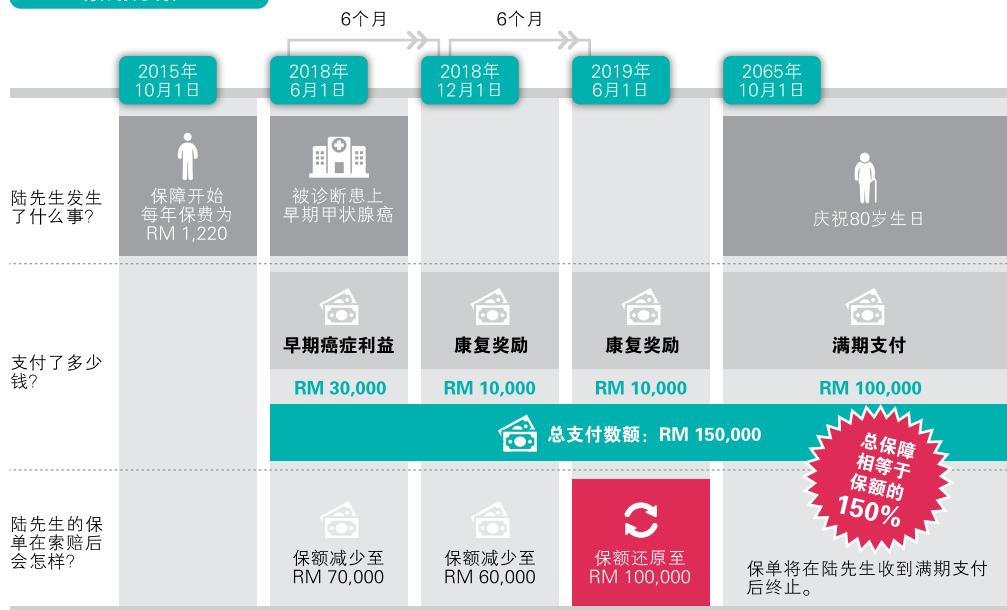 6个月
6个月
2015年
10月1日
2018年
6月1日
2018年
12月1日
2019年
6月1日
2065年
10月1日
陆先生发生
了什么事?
保障开始
每年保费为
RM 1,220
被诊断患上
早期甲状腺癌
庆祝80岁生日
支付了多少
钱?
早期癌症利益
RM 30,000
康复奖励
RM 10,000
康复奖励
RM 10,000
满期支付
RM 100,000
总支付数额：RM 150,000
总保障
相等于
保额的
150%
陆先生的保
单在索赔后
会怎样?
保额减少至
RM 70,000
保额减少至
RM 60,000
保额还原至
RM 100,000
保单将在陆先生收到满期支付
后终止。